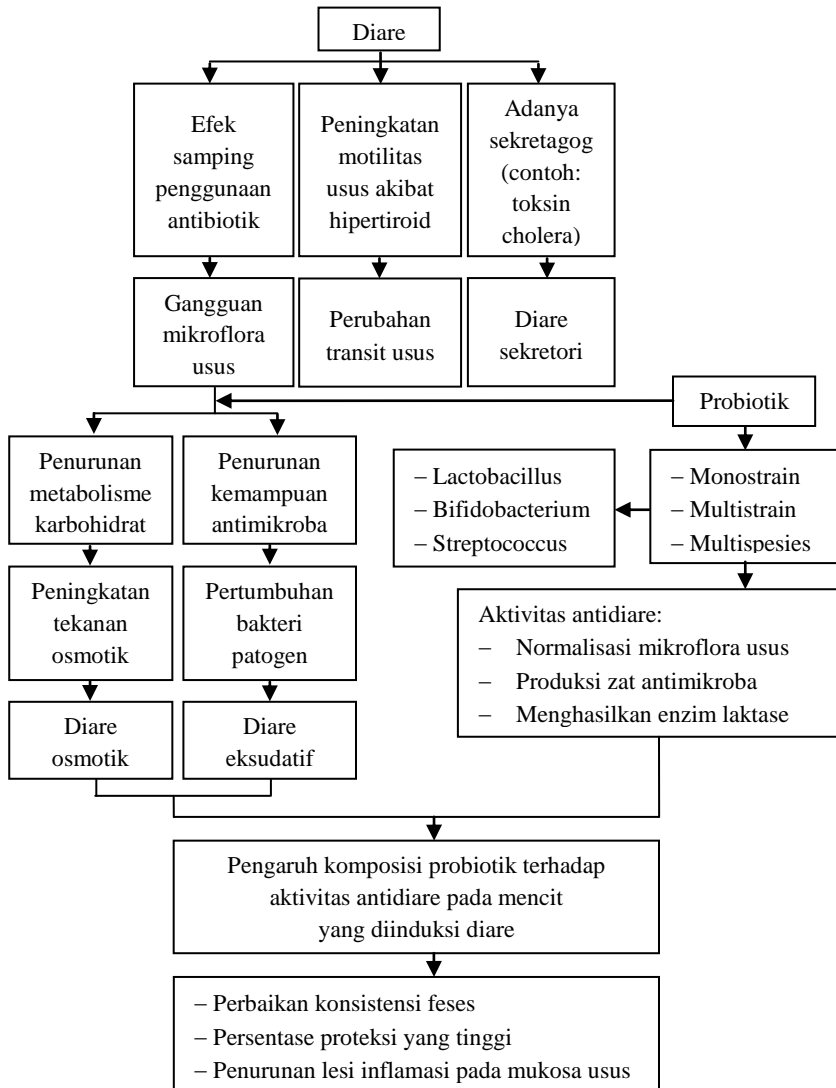 Diare
Efek
samping
penggunaan
antibiotik
Peningkatan
motilitas
usus akibat
hipertiroid
Adanya
sekretagog
(contoh:
toksin
cholera)
Gangguan
mikroflora
usus
Perubahan
transit usus
Diare
sekretori
Probiotik
Penurunan
metabolisme
karbohidrat
Penurunan
kemampuan
antimikroba
– Lactobacillus
– Bifidobacterium
– Streptococcus
– Monostrain
– Multistrain
– Multispesies
Peningkatan
tekanan
osmotik
Pertumbuhan
bakteri
patogen
Aktivitas antidiare:
– Normalisasi mikroflora usus
– Produksi zat antimikroba
– Menghasilkan enzim laktase
Diare
osmotik
Diare
eksudatif
Pengaruh komposisi probiotik terhadap
aktivitas antidiare pada mencit
yang diinduksi diare
– Perbaikan konsistensi feses
– Persentase proteksi yang tinggi
– Penurunan lesi inflamasi pada mukosa usus